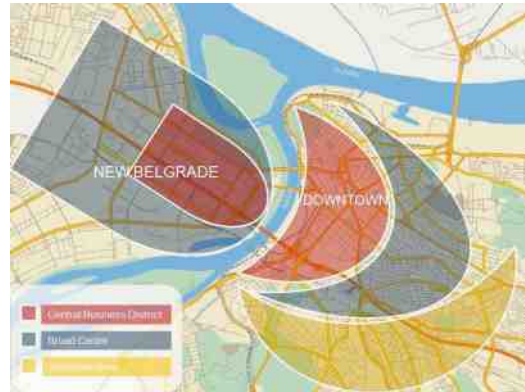 NEW BELGRADE
DOWNTOWN
Central Business District
Broad Centre